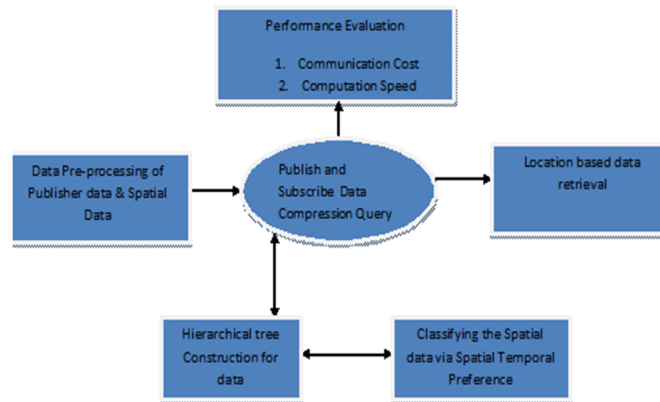 Performance Evaluation
1. Communication Cost
2. Computation Speed
Data Pre-processing of
Publisher data & Spatial
Data
Publish and
Subscribe Data
Compression Query
Location based data
retrieval
Hierarchical tree
Construction for
data
Classifying the Spatial
data via Spatial Temporal
Preference